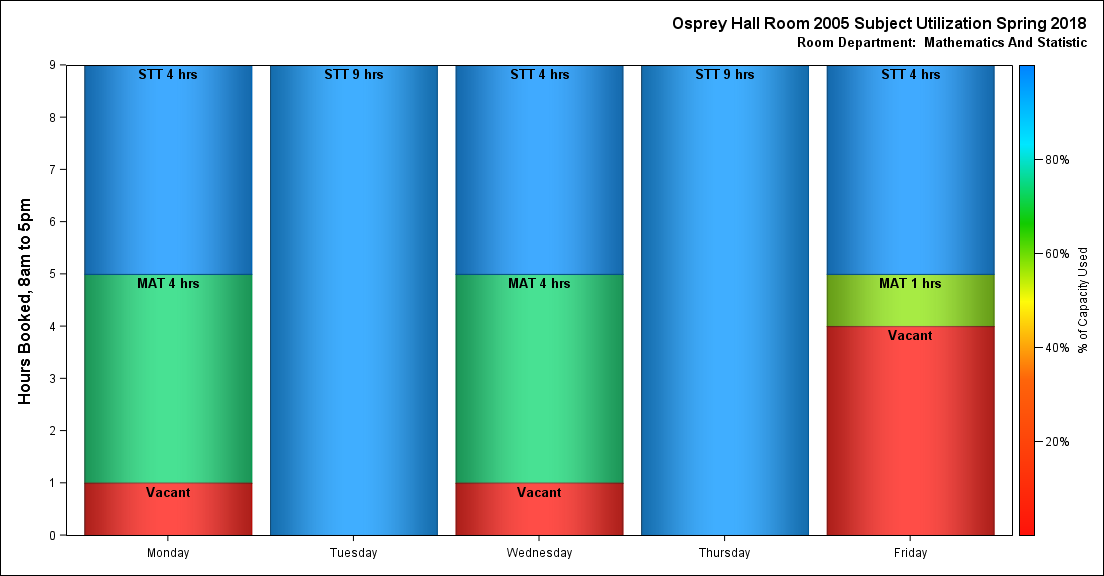 Osprey Hall Room 2005 Subject Utilization Spring 2018
Room Department: Mathematics And Statistic
Hours Booked, 8am to 5pm
9
8
7
6
5
4
3
2
1
0
STT 4 hrs
MAT 4 hrs
Vacant
STT 9 hrs
STT 4 hrs
MAT 4 hrs
Vacant
STT 9 hrs
STT 4 hrs
MAT 1 hrs
Vacant
Monday
Tuesday
Wednesday
Thursday
Friday
80%
60%
40%
20%
% of Capacity Used